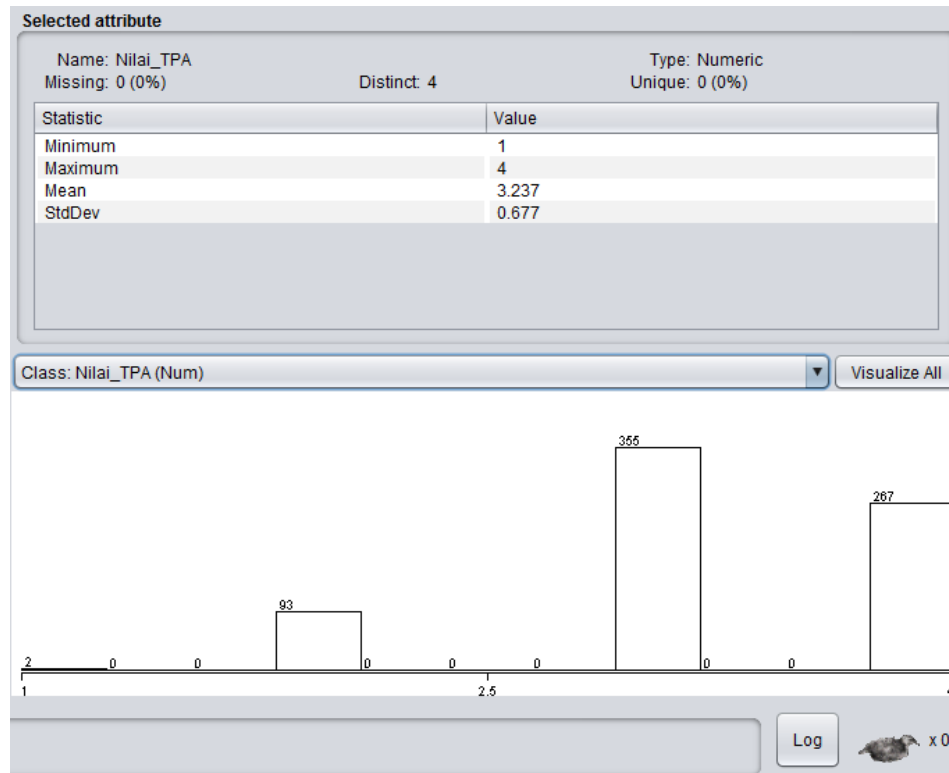 Selected attribute
Name: Nilai_TPA Type: Numeric
Missing: 0 (0%) Distinct: 4 Unique: 0 (0%)
Statistic Value
Minimum 1
Maximum 4
Mean 3.237
StdDev 0.677
Class: Nilai_TPA (Num) Visualize All
355
267
93
2 0 0 0 0 0 0 0
1 2.5
Log x 0